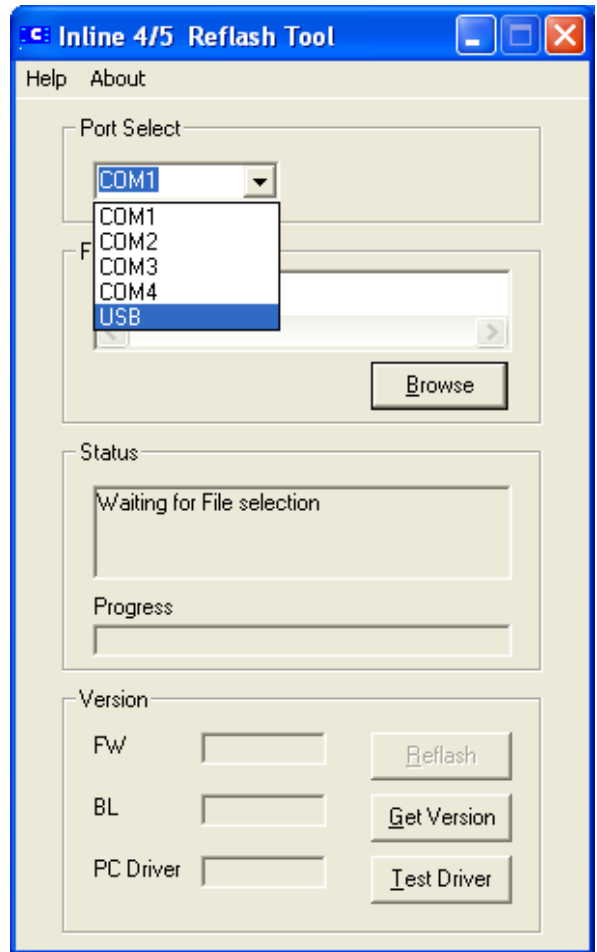 C Inline 4/5 Reflash Tool
Help About
Port Select
COM1
COM1
COM2
COM3
COM4
USB
F
Browse
Status
Waiting for File selection
Progress
Version
FW
Reflash
BL
Get Version
PC Driver
Test Driver